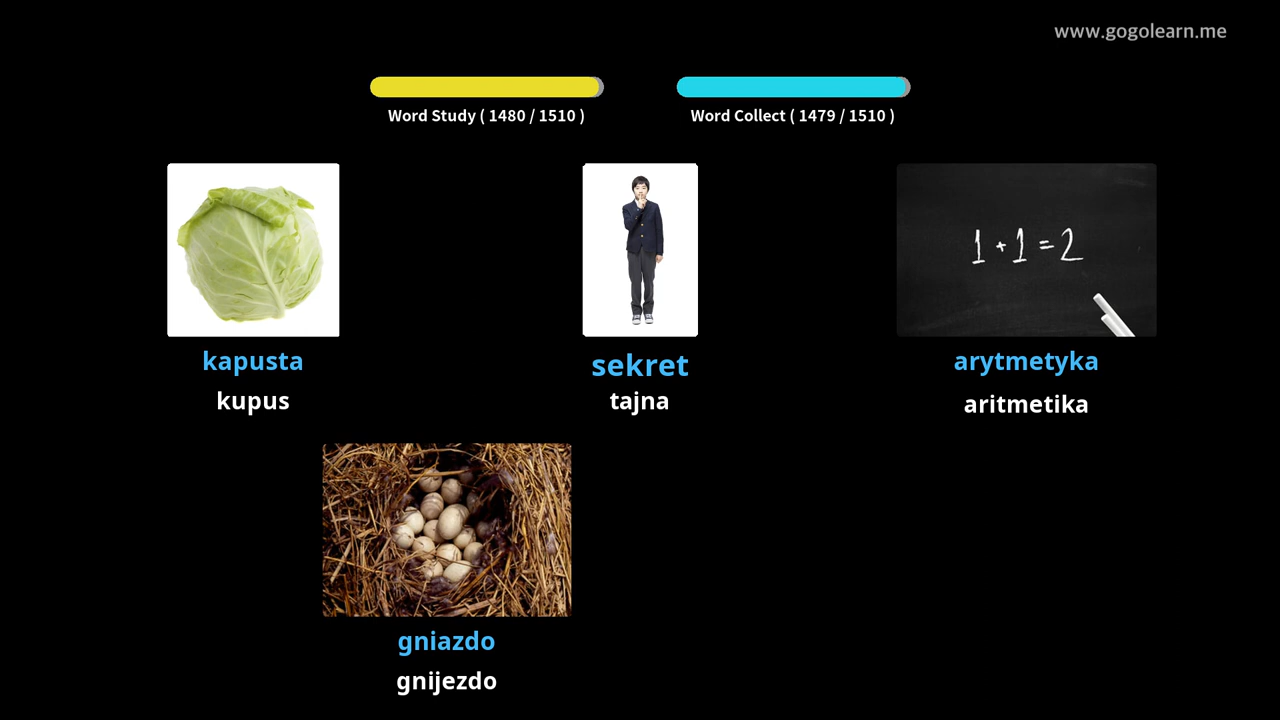 www.gogolearn.me
Word Study ( 1480 / 1510 )
Word Collect ( 1479 / 1510 )
1 + 1 = 2
kapusta
kupus
sekret
tajna
arytmetyka
aritmetika
gniazdo
gnijezdo